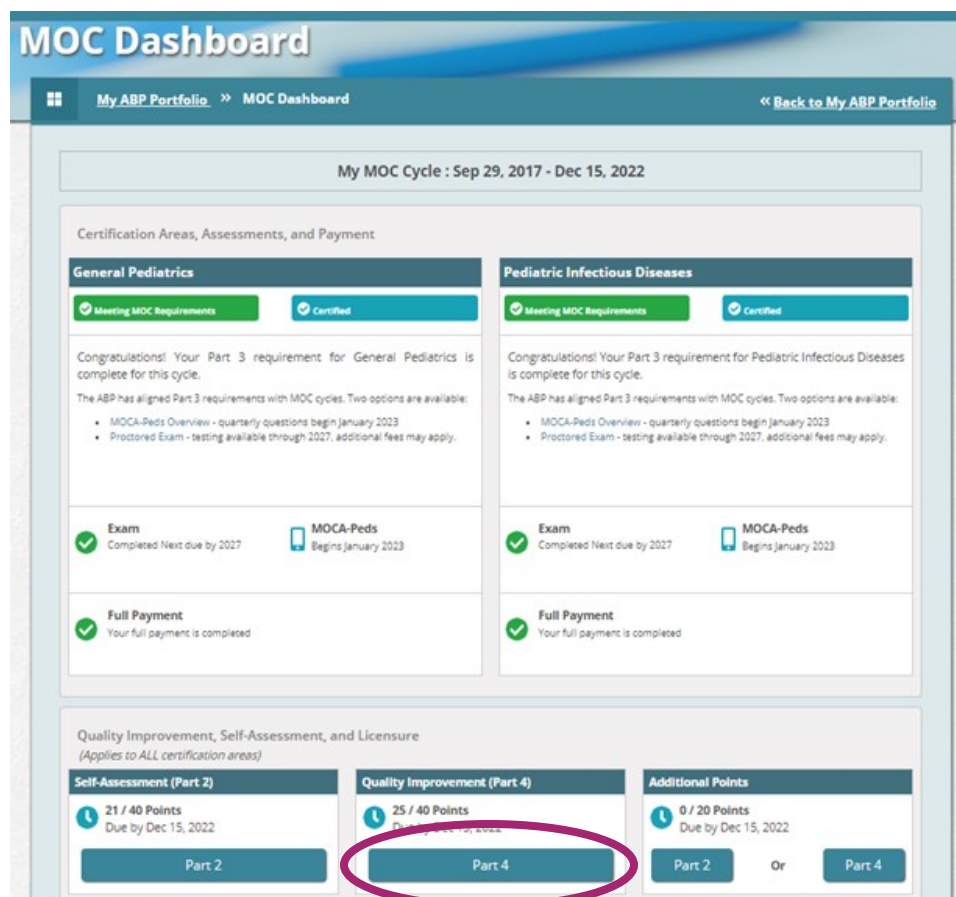 MOC Dashboard
My ABP Portfolio » MOC Dashboard
« Back to My ABP Portfolio
My MOC Cycle : Sep 29, 2017 - Dec 15, 2022
Certification Areas, Assessments, and Payment
General Pediatrics
Meeting MOC Requirements
Certified
Congratulations! Your Part 3 requirement for General Pediatrics is
complete for this cycle.
The ABP has aligned Part 3 requirements with MOC cycles. Two options are available:
• MOCA-Peds Overview - quarterly questions begin January 2023
• Proctored Exam - testing available through 2027, additional fees may apply.
Exam
Completed Next due by 2027
MOCA-Peds
Begins January 2023
Full Payment
Your full payment is completed
Pediatric Infectious Diseases
Meeting MOC Requirements
Certified
Congratulations! Your Part 3 requirement for Pediatric Infectious Diseases
is complete for this cycle.
The ABP has aligned Part 3 requirements with MOC cycles. Two options are available:
• MOCA-Peds Overview - quarterly questions begin January 2023
• Proctored Exam - testing available through 2027, additional fees may apply.
Exam
Completed Next due by 2027
MOCA-Peds
Begins January 2023
Full Payment
Your full payment is completed
Quality Improvement, Self-Assessment, and Licensure
(Applies to ALL certification areas)
Self-Assessment (Part 2)
21 / 40 Points
Due by Dec 15, 2022
Part 2
Quality Improvement (Part 4)
25 / 40 Points
Due by Dec 15, 2022
Part 4
Additional Points
0 / 20 Points
Due by Dec 15, 2022
Part 2
Or
Part 4